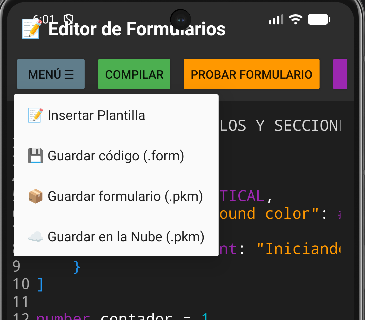 6:01
📝 Editor de Formularios
MENÚ ☰ COMPILAR PROBAR FORMULARIO
📝 Insertar Plantilla
💾 Guardar código (.form)
📦 Guardar formulario (.pkm)
☁️ Guardar en la Nube (.pkm)
LOS Y SECCIONE
TICAL,
ound color": #
nt: "Iniciando
9 }
10 ]
11
12 number contador = 1